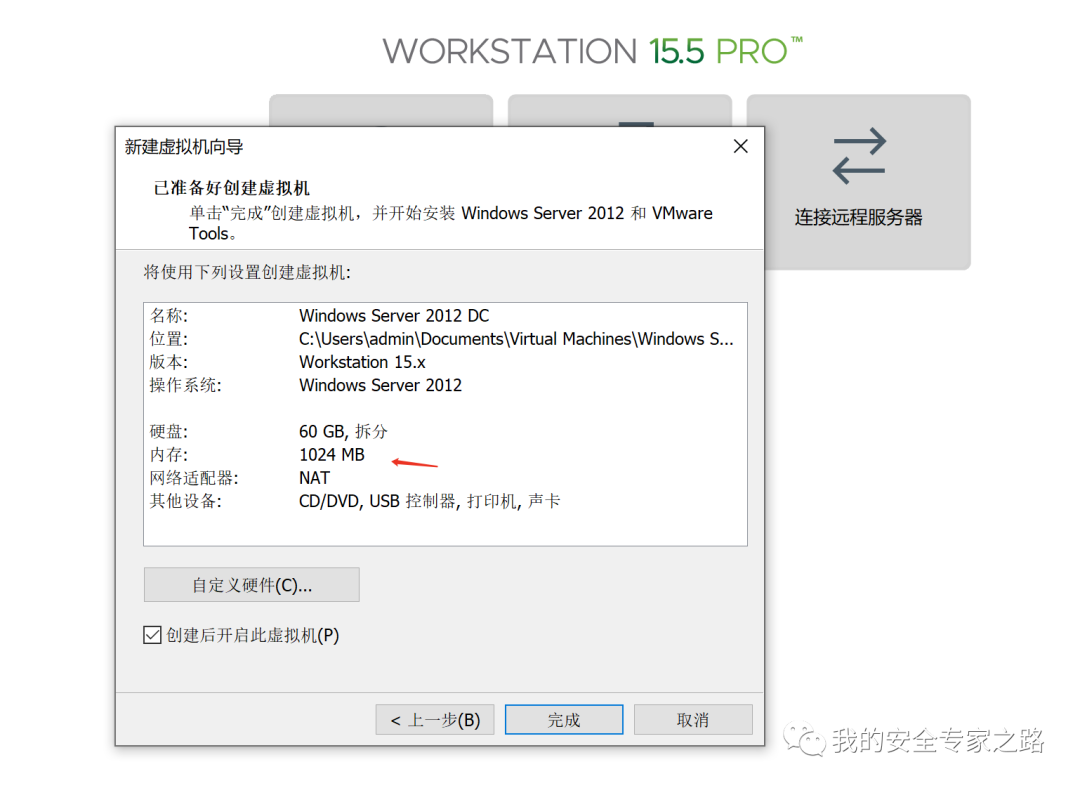 WORKSTATION 15.5 PRO™
连接远程服务器
新建虚拟机向导
已准备好创建虚拟机
单击“完成”创建虚拟机，并开始安装 Windows Server 2012 和 VMware
Tools。
将使用下列设置创建虚拟机:
名称: Windows Server 2012 DC
位置: C:\Users\admin\Documents\Virtual Machines\Windows S...
版本: Workstation 15.x
操作系统: Windows Server 2012
硬盘: 60 GB, 拆分
内存: 1024 MB
网络适配器: NAT
其他设备: CD/DVD, USB 控制器, 打印机, 声卡
自定义硬件(C)...
创建后开启此虚拟机(P)
< 上一步(B) 完成 取消
我的安全专家之路